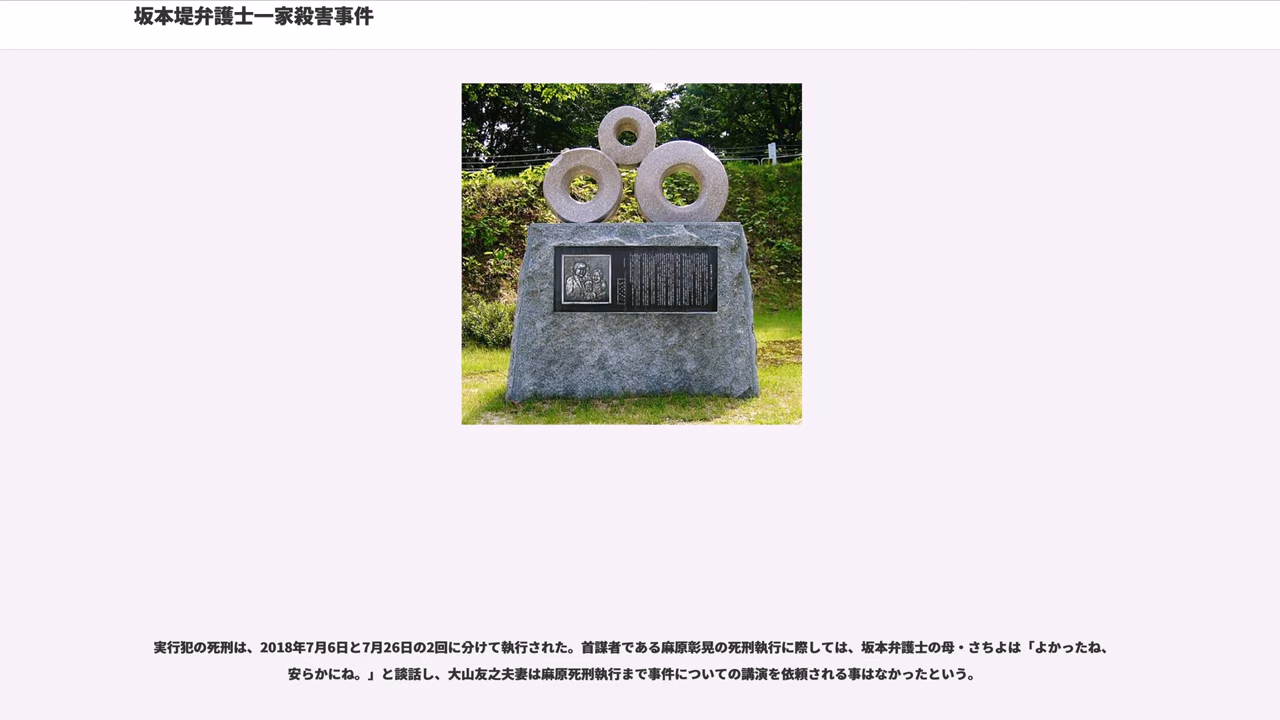 坂本堤弁護士一家殺害事件
実行犯の死刑は、2018年7月6日と7月26日の2回に分けて執行された。首謀者である麻原彰晃の死刑執行に際しては、坂本弁護士の母・さちよは「よかったね、
安らかにね。」と談話し、大山友之夫妻は麻原死刑執行まで事件についての講演を依頼される事はなかったという。